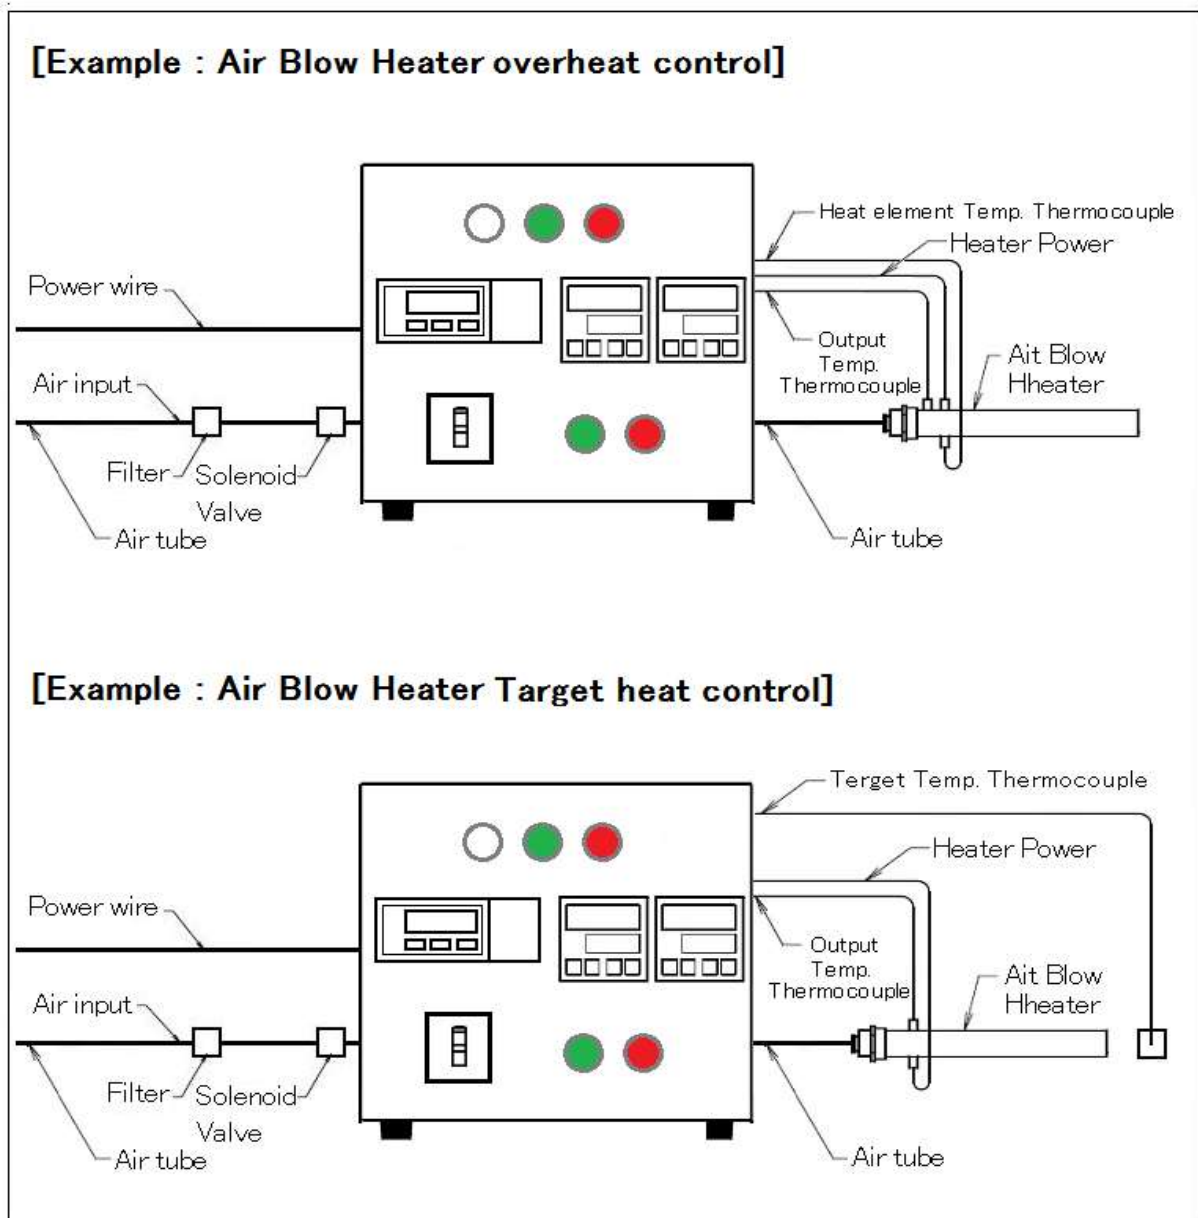 [Example : Air Blow Heater overheat control]
Heat element Temp. Thermocouple
Heater Power
Power wire
Output
Temp.
Thermocouple
Ait Blow
Hheater
Air input
Filter
Solenoid
Valve
Air tube
Air tube
[Example : Air Blow Heater Target heat control]
Terget Temp. Thermocouple
Heater Power
Power wire
Output
Temp.
Thermocouple
Ait Blow
Hheater
Air input
Filter
Solenoid
Valve
Air tube
Air tube